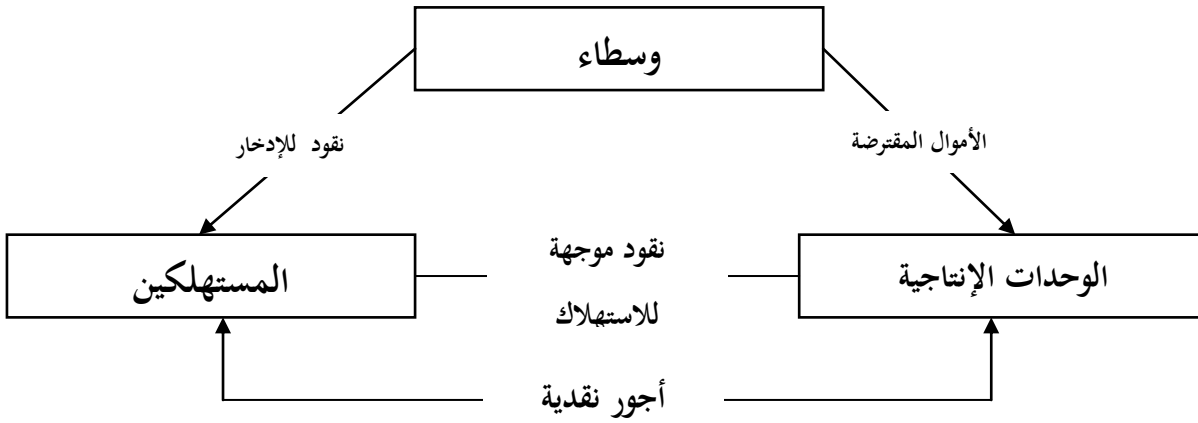 وسطاء
الأموال المقترضة
نقود للإدخار
الوحدات الإنتاجية
نقود موجهة
للاستهلاك
المستهلكين
أجور نقدية